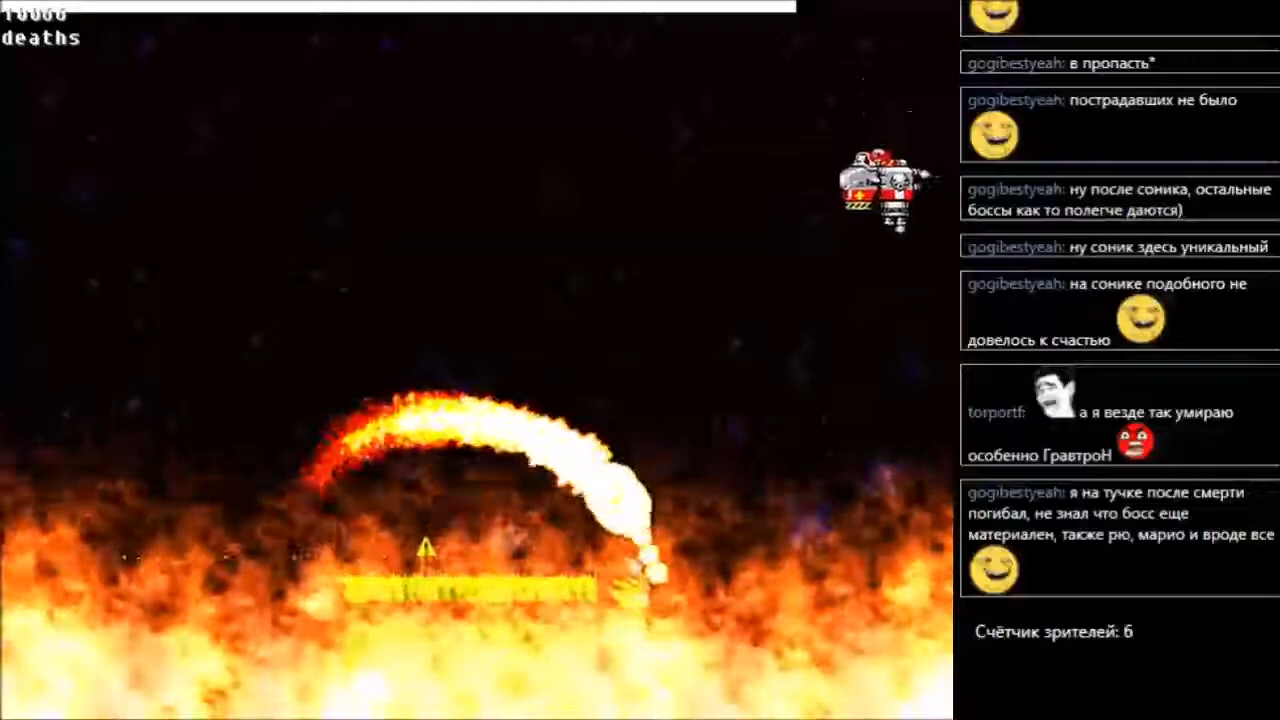 deaths
gogibestyeah: в пропасть*
gogibestyeah: пострадавших не было
gogibestyeah: ну после соника, остальные
боссы как то полегче даются)
gogibestyeah: ну соник здесь уникальный
gogibestyeah: на сонике подобного не
довелось к счастью
torportf: а я везде так умираю
особенно ГравтроН
gogibestyeah: я на тучке после смерти
погибал, не знал что босс еще
материален, также рю, марио и вроде все
Счётчик зрителей: 6